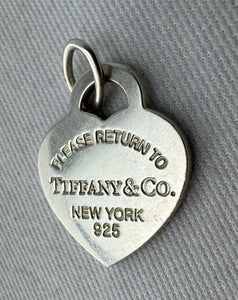 PLEASE RETURN TO
TIFFANY & CO.
NEW YORK
925